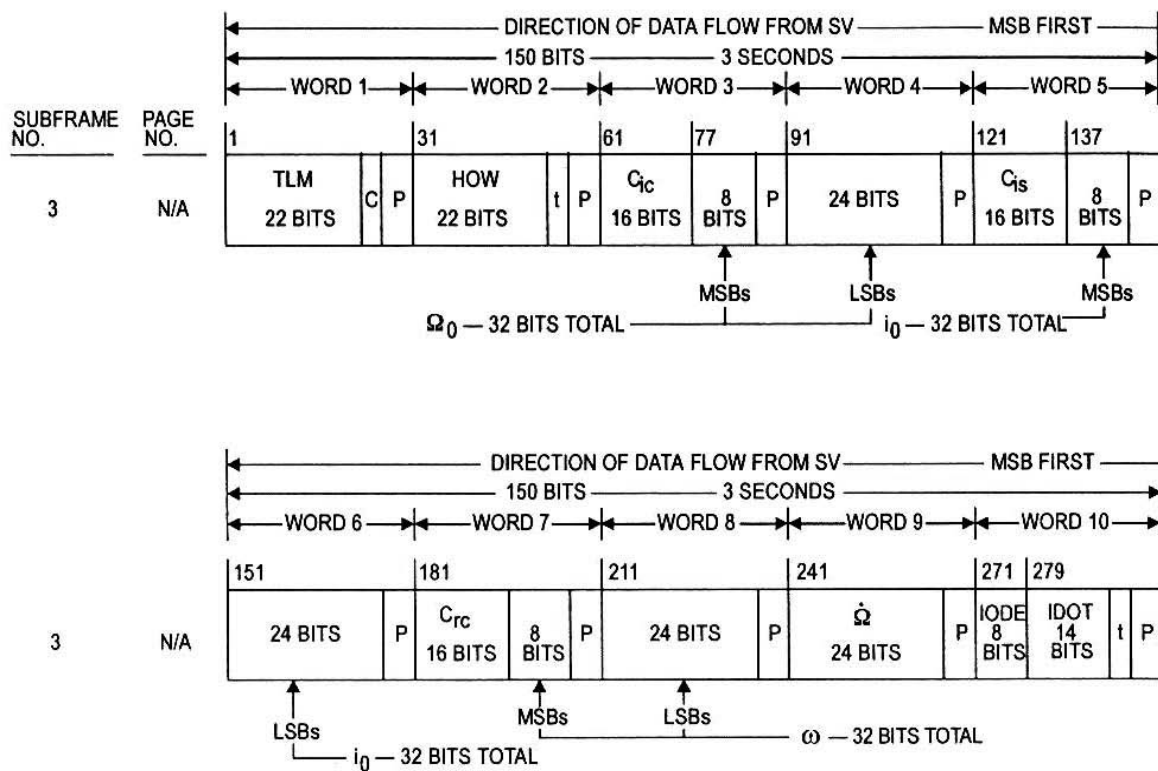 DIRECTION OF DATA FLOW FROM SV MSB FIRST
150 BITS 3 SECONDS
WORD 1 WORD 2 WORD 3 WORD 4 WORD 5
SUBFRAME NO. PAGE NO.
1 31 61 77 91 121 137
3 N/A
TLM 22 BITS C P HOW 22 BITS t P Cic 16 BITS 8 BITS P 24 BITS P Cis 16 BITS 8 BITS P
MSBs LSBs MSBs
Ω0 — 32 BITS TOTAL i0 — 32 BITS TOTAL
DIRECTION OF DATA FLOW FROM SV MSB FIRST
150 BITS 3 SECONDS
WORD 6 WORD 7 WORD 8 WORD 9 WORD 10
151 181 211 241 271 279
3 N/A
24 BITS P Crc 16 BITS 8 BITS P 24 BITS P Ω̇ 24 BITS P IODE 8 BITS IDOT 14 BITS t P
LSBs MSBs LSBs
i0 — 32 BITS TOTAL ω — 32 BITS TOTAL